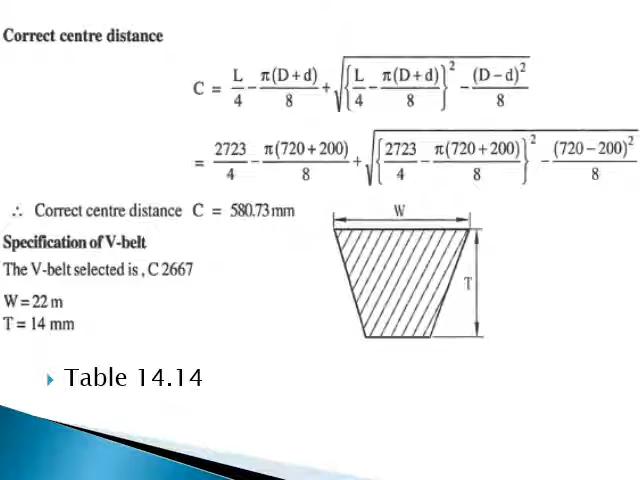 Correct centre distance
C = L/4 − π(D+d)/8 + √({L/4 − π(D+d)/8}² − (D−d)²/8)
= 2723/4 − π(720+200)/8 + √({2723/4 − π(720+200)/8}² − (720−200)²/8)
∴ Correct centre distance C = 580.73 mm
W
Specification of V-belt
The V-belt selected is , C 2667
T
W = 22 m
T = 14 mm
Table 14.14